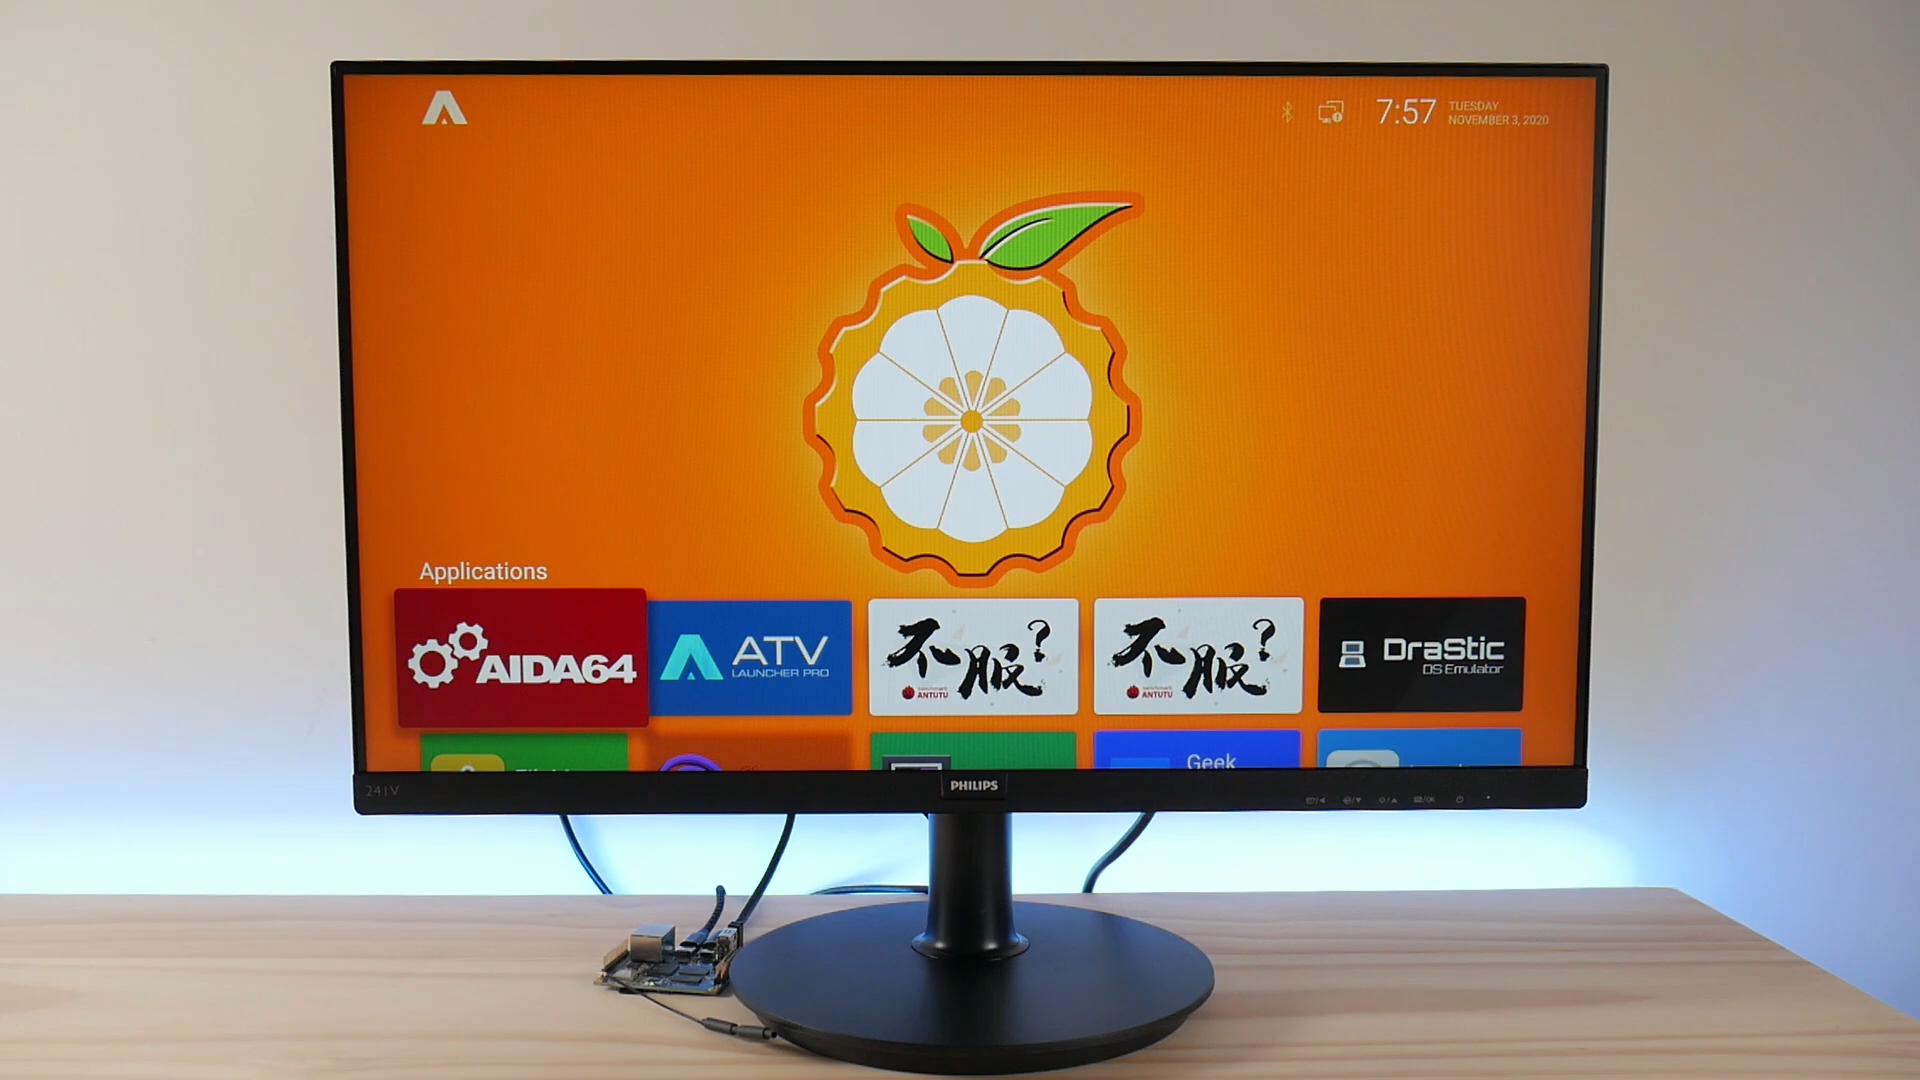 7:57
TUESDAY
NOVEMBER 3, 2020
Applications
AIDA64
ATV
LAUNCHER PRO
不服?
ANTUTU
不服?
ANTUTU
DraStic
DS Emulator
Geek
PHILIPS
241V